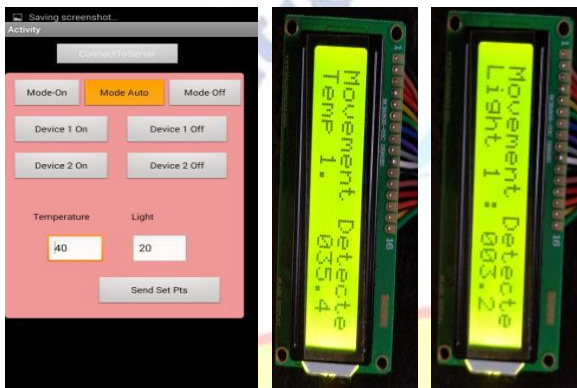 Saving screenshot...
Activity
ConnectToServer
Mode-On Mode Auto Mode Off
Device 1 On Device 1 Off
Device 2 On Device 2 Off
Temperature Light
40 20
Send Set Pts
Movement Detecte
Temp 1. 035.4
1
16
Movement Detecte
Light 1 : 003.2
1
16